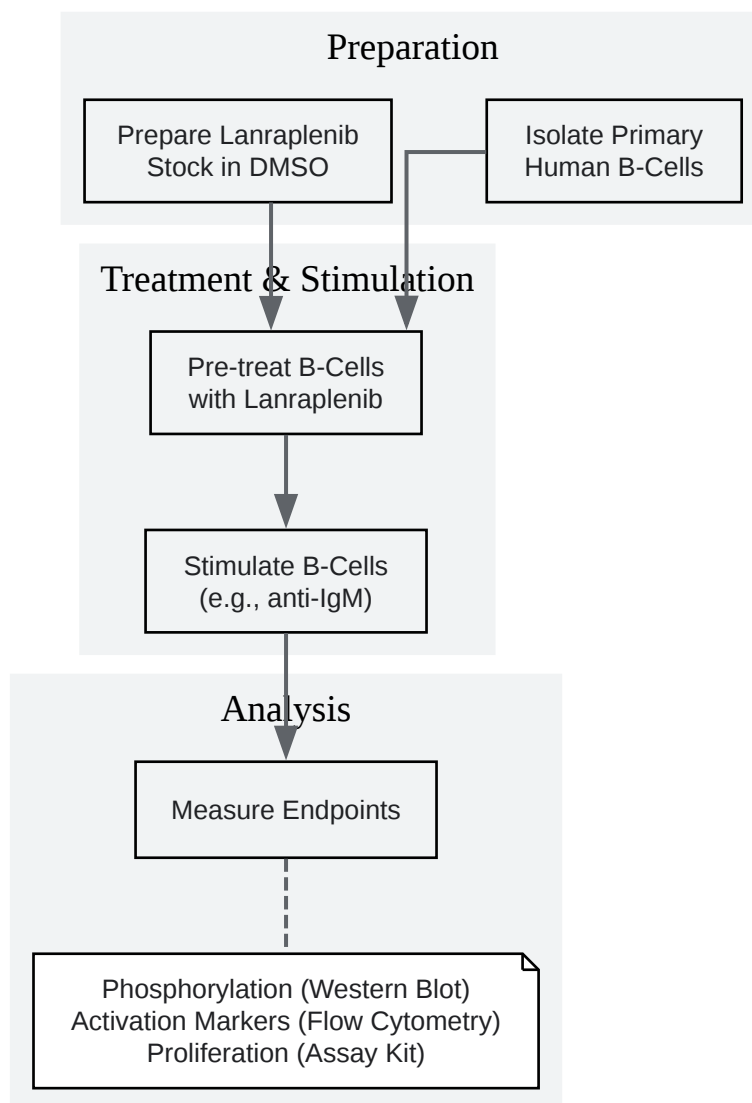 Preparation
Prepare Lanraplenib
Stock in DMSO
Isolate Primary
Human B-Cells
Treatment & Stimulation
Pre-treat B-Cells
with Lanraplenib
Stimulate B-Cells
(e.g., anti-IgM)
Analysis
Measure Endpoints
Phosphorylation (Western Blot)
Activation Markers (Flow Cytometry)
Proliferation (Assay Kit)